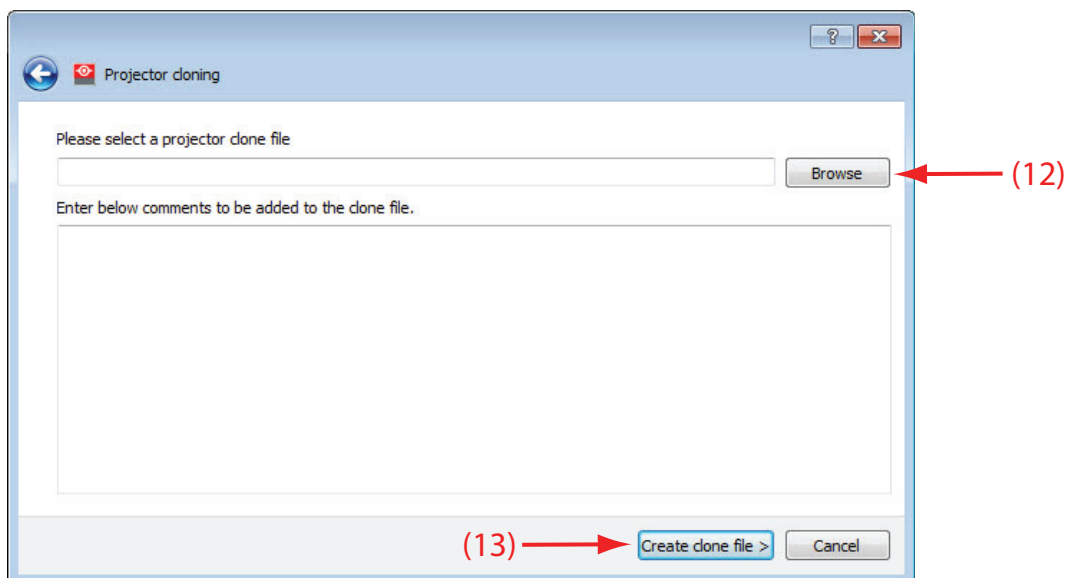 ?
Projector cloning
Please select a projector clone file
Browse
(12)
Enter below comments to be added to the clone file.
(13)
Create clone file >
Cancel